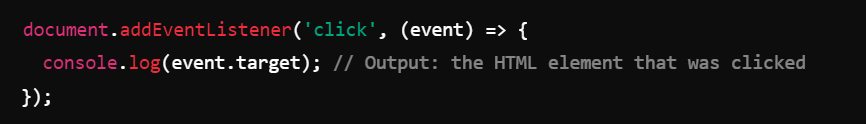 document.addEventListener('click', (event) => {
  console.log(event.target); // Output: the HTML element that was clicked
});